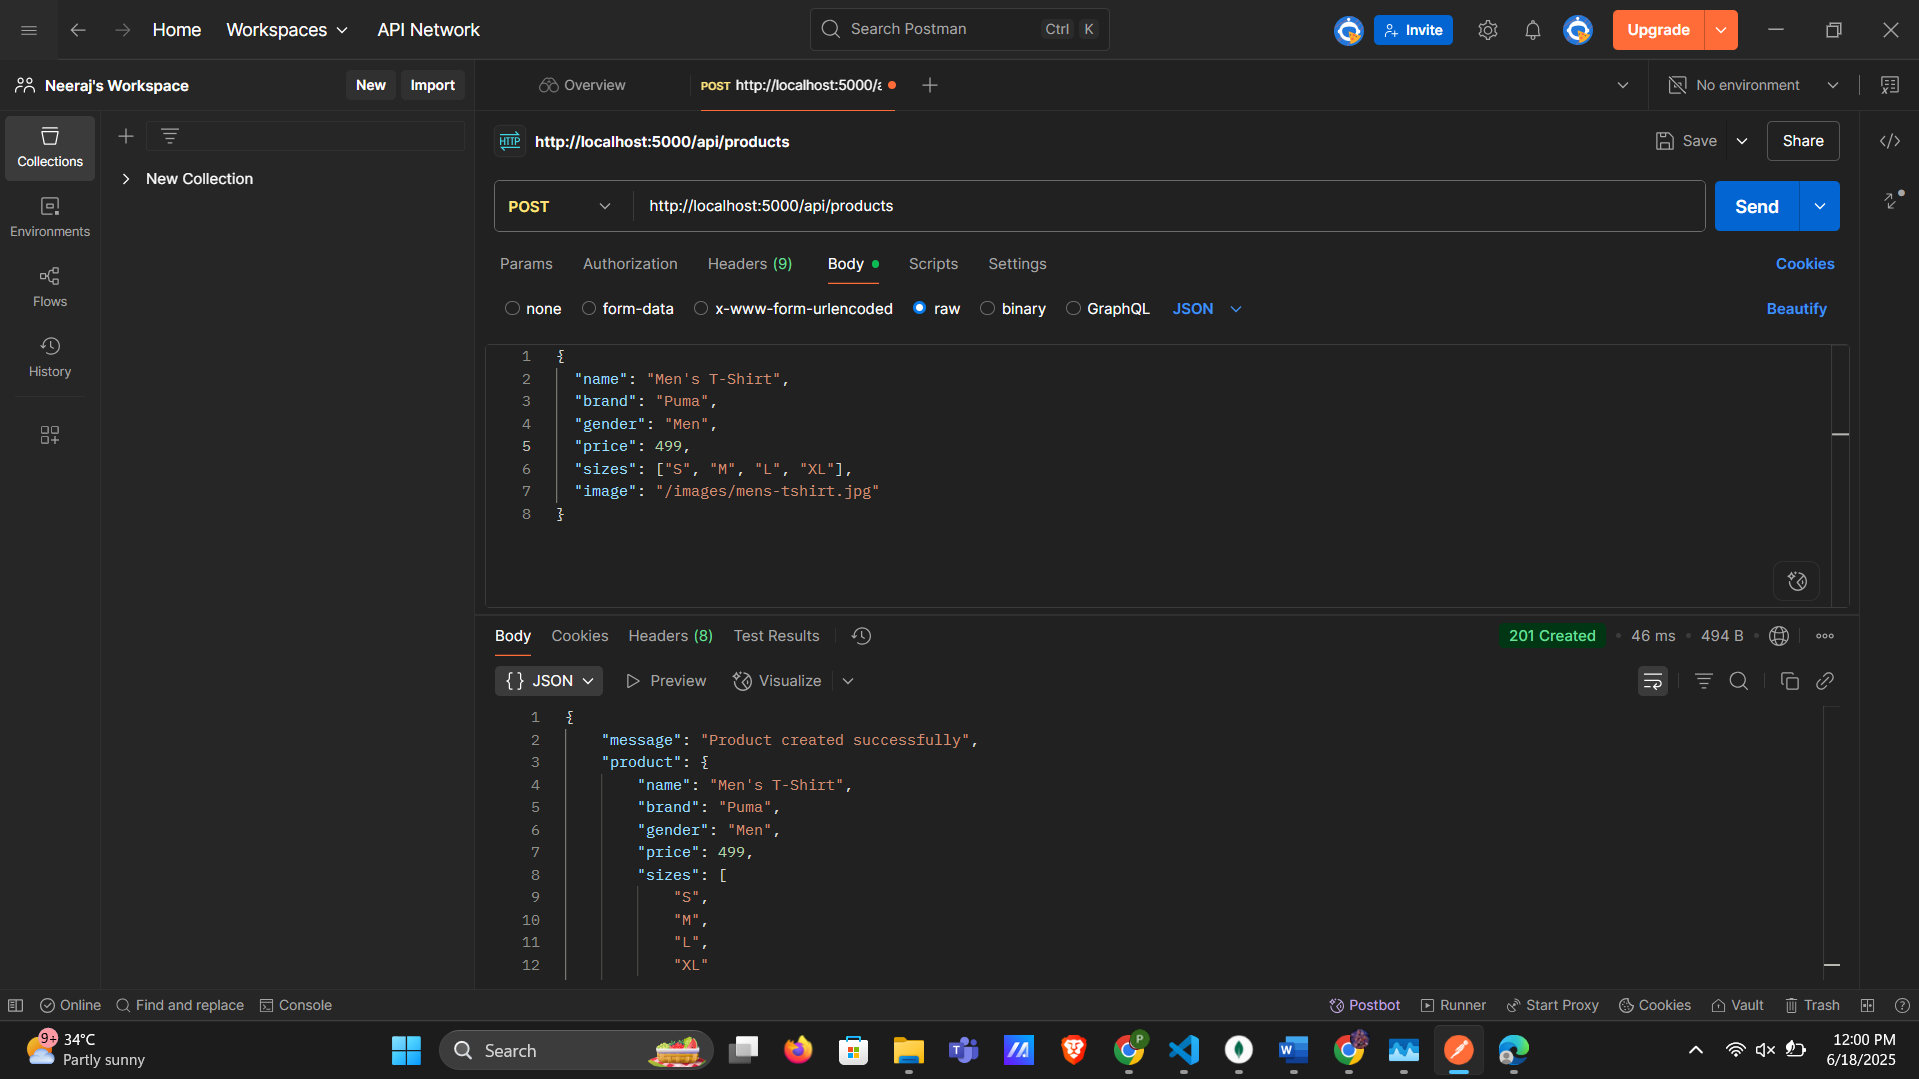 Home Workspaces API Network Search Postman Ctrl K Invite Upgrade
Neeraj's Workspace New Import Overview POST http://localhost:5000/a No environment
Collections
Environments
Flows
History
New Collection
HTTP http://localhost:5000/api/products Save Share
POST http://localhost:5000/api/products Send
Params Authorization Headers (9) Body Scripts Settings Cookies
none form-data x-www-form-urlencoded raw binary GraphQL JSON Beautify
1 {
2 "name": "Men's T-Shirt",
3 "brand": "Puma",
4 "gender": "Men",
5 "price": 499,
6 "sizes": ["S", "M", "L", "XL"],
7 "image": "/images/mens-tshirt.jpg"
8 }
Body Cookies Headers (8) Test Results 201 Created • 46 ms • 494 B •
{} JSON Preview Visualize
1 {
2 "message": "Product created successfully",
3 "product": {
4 "name": "Men's T-Shirt",
5 "brand": "Puma",
6 "gender": "Men",
7 "price": 499,
8 "sizes": [
9 "S",
10 "M",
11 "L",
12 "XL"
Online Find and replace Console Postbot Runner Start Proxy Cookies Vault Trash
9+ 34°C
Partly sunny
Search
P
12:00 PM
6/18/2025